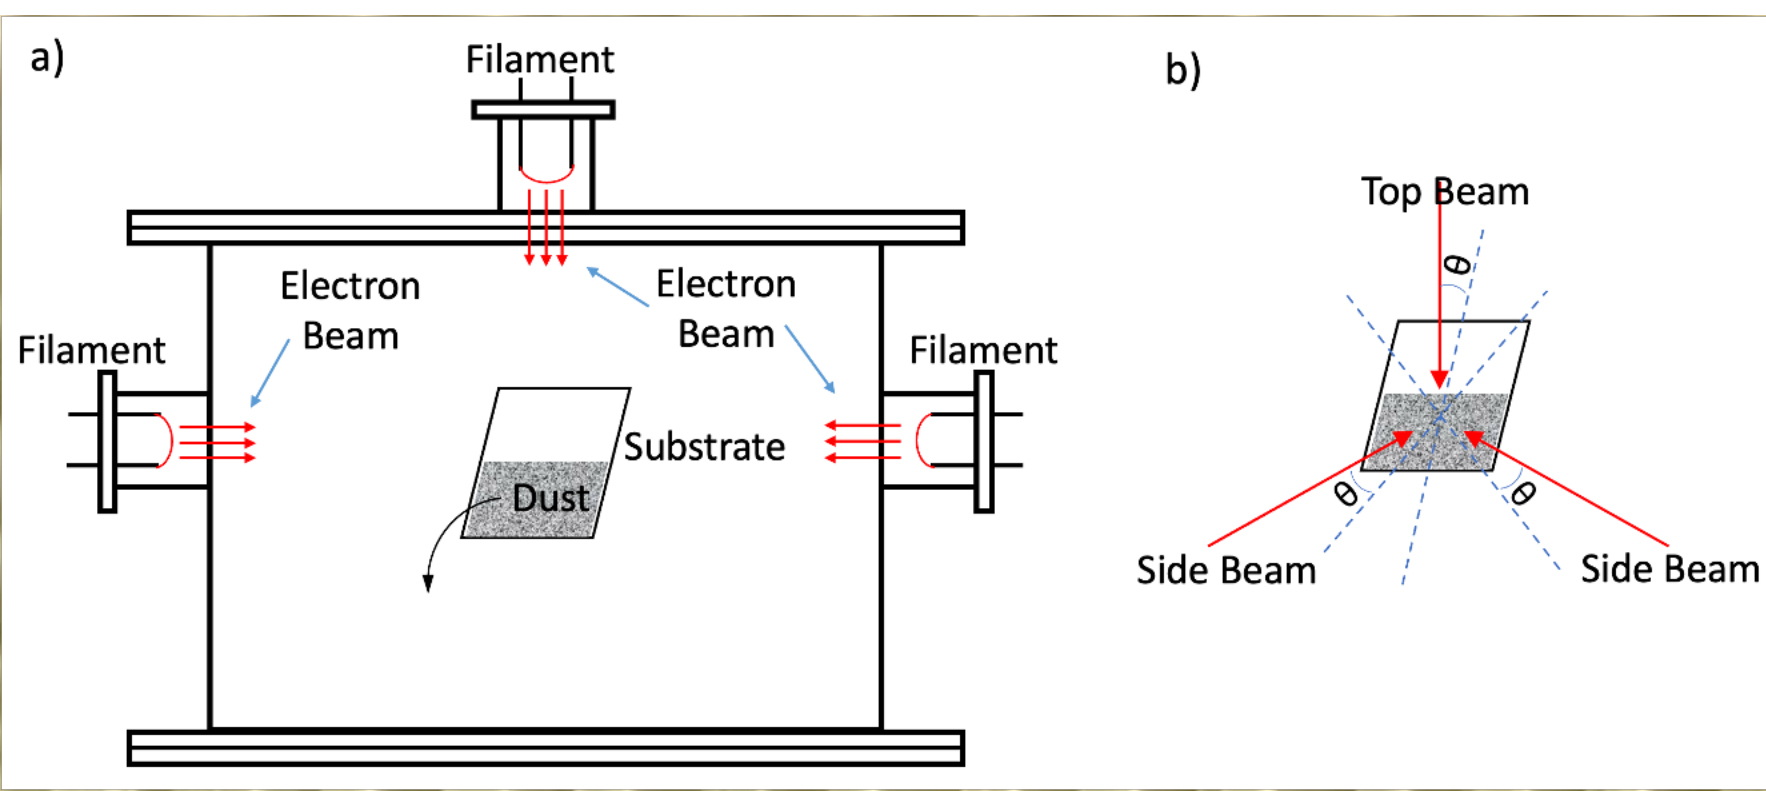 a)
Filament
Electron
Beam
Electron
Beam
Filament
Filament
Substrate
Dust
b)
Top Beam
θ
θ
θ
Side Beam
Side Beam